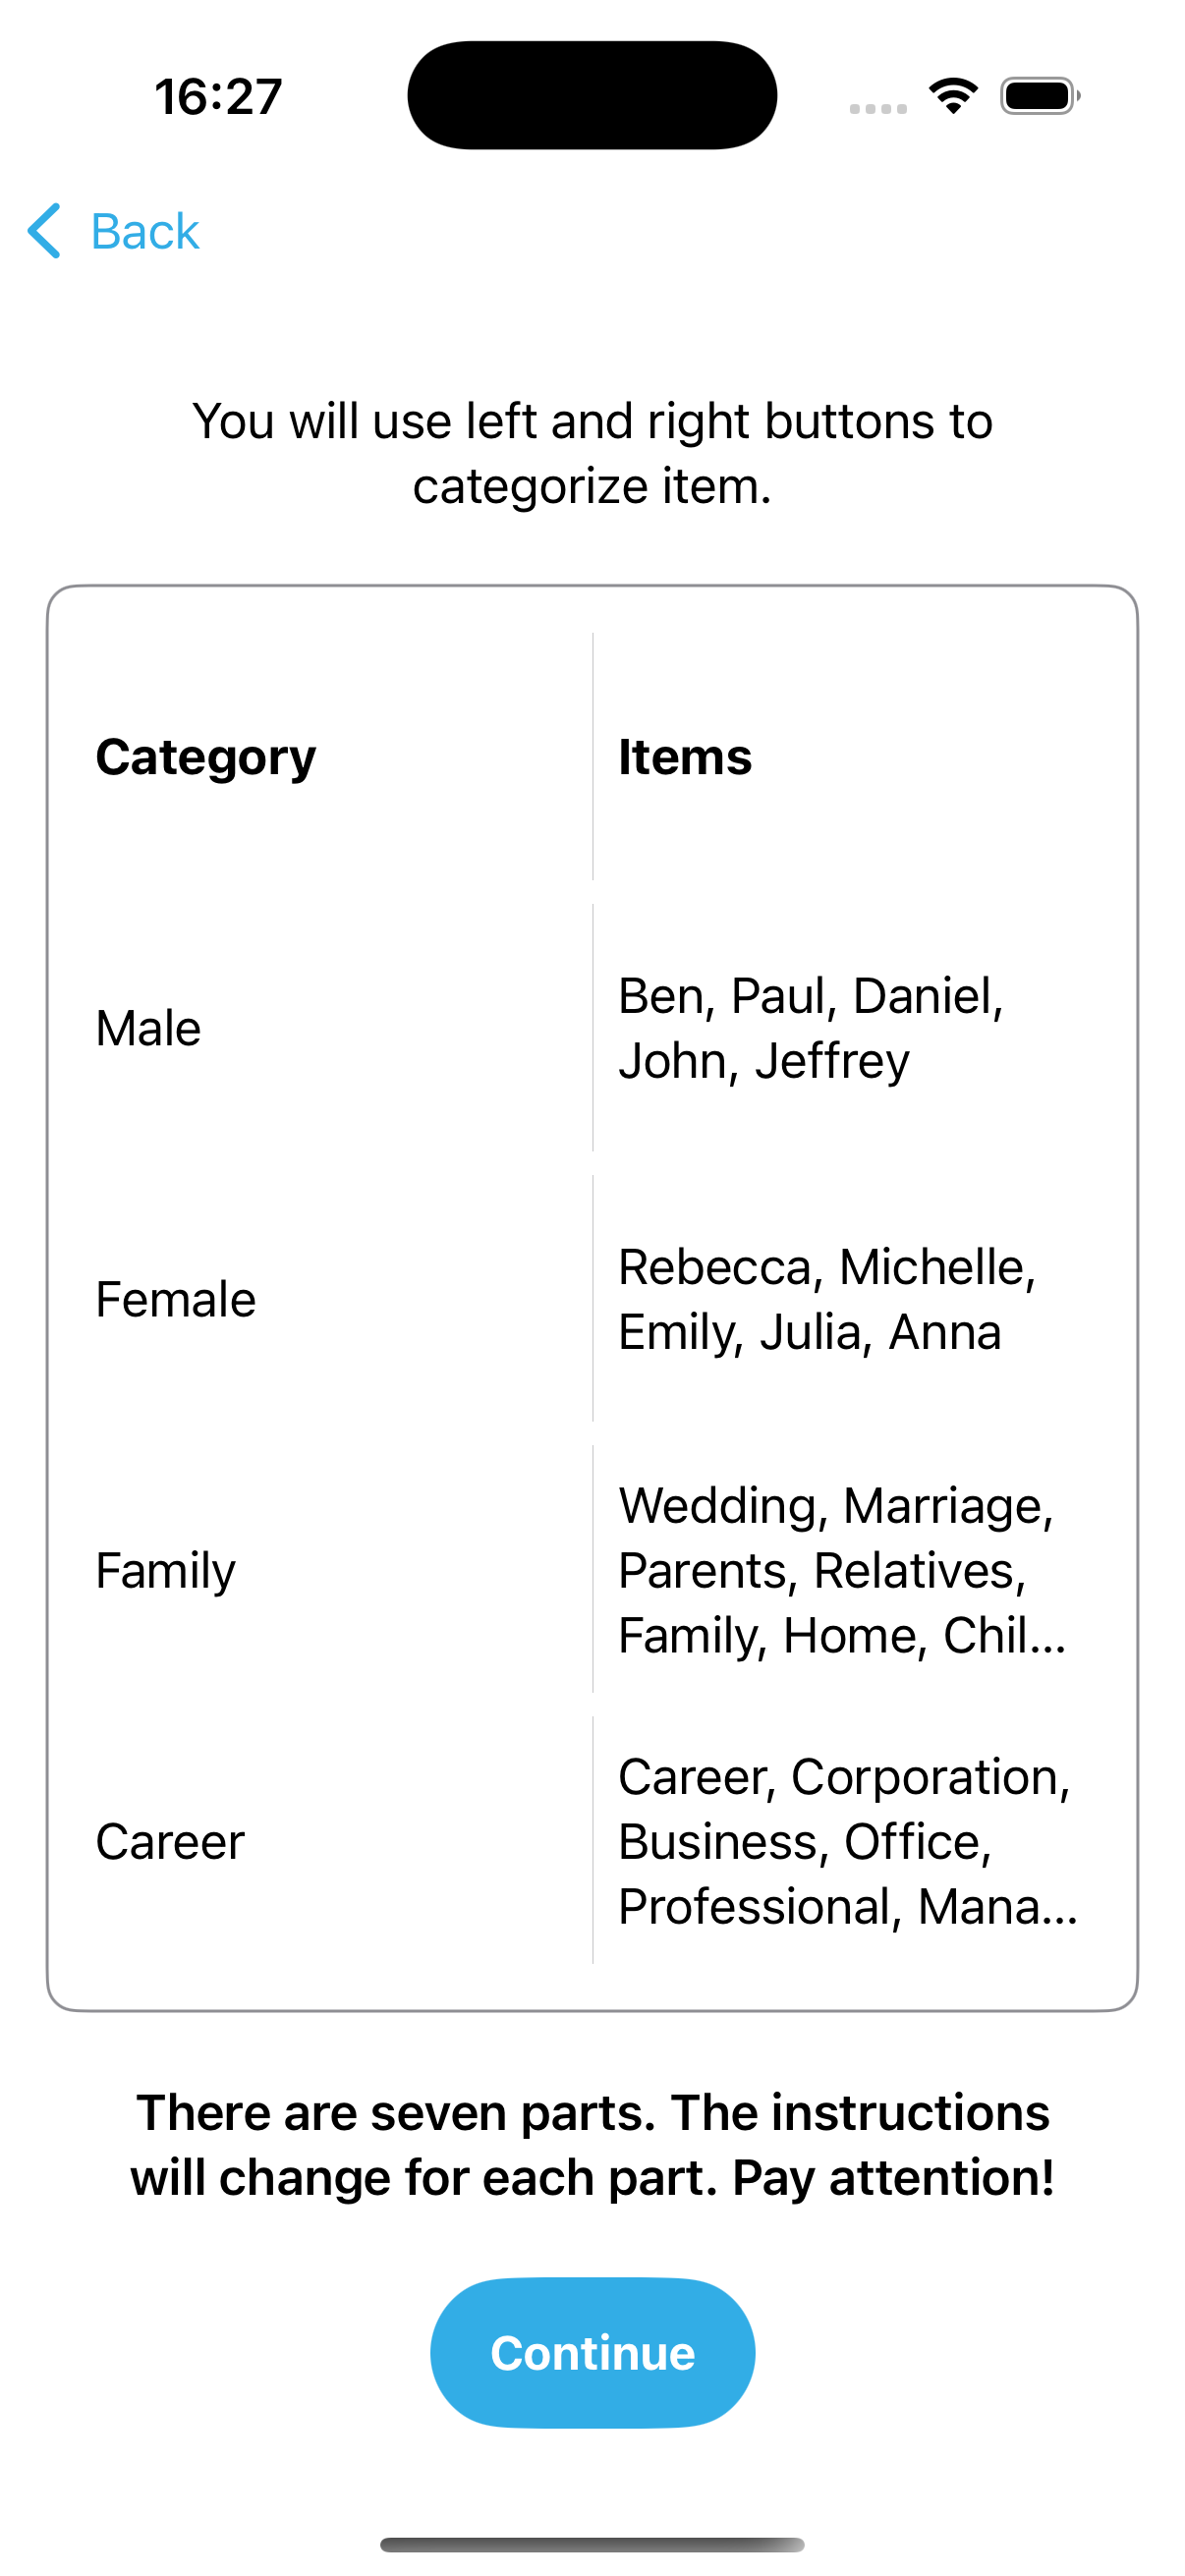 16:27
Back
You will use left and right buttons to
categorize item.
Category
Items
Male
Ben, Paul, Daniel,
John, Jeffrey
Female
Rebecca, Michelle,
Emily, Julia, Anna
Family
Wedding, Marriage,
Parents, Relatives,
Family, Home, Chil...
Career
Career, Corporation,
Business, Office,
Professional, Mana...
There are seven parts. The instructions
will change for each part. Pay attention!
Continue